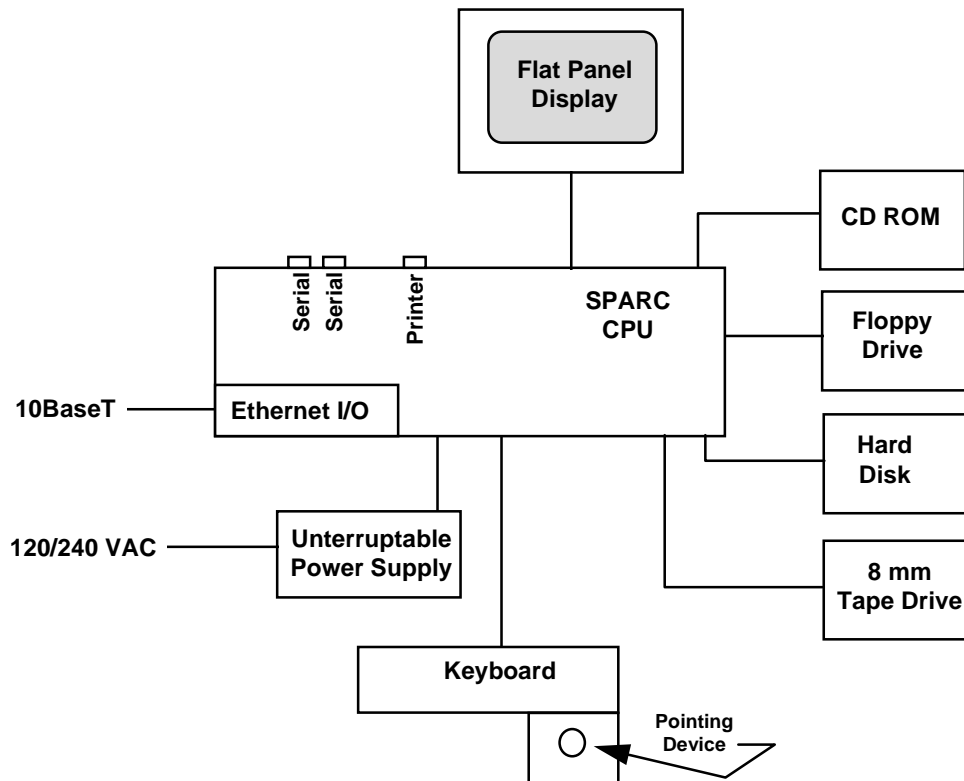 Flat Panel
Display
CD ROM
Serial
Serial
Printer
SPARC
CPU
Floppy
Drive
10BaseT
Ethernet I/O
Hard
Disk
120/240 VAC
Unterruptable
Power Supply
8 mm
Tape Drive
Keyboard
Pointing
Device